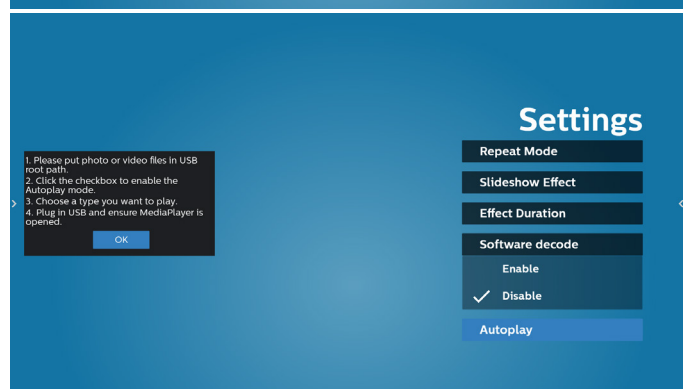 Settings
1. Please put photo or video files in USB
root path.
2. Click the checkbox to enable the
Autoplay mode.
3. Choose a type you want to play.
4. Plug in USB and ensure MediaPlayer is
opened.
OK
Repeat Mode
Slideshow Effect
Effect Duration
Software decode
Enable
Disable
Autoplay